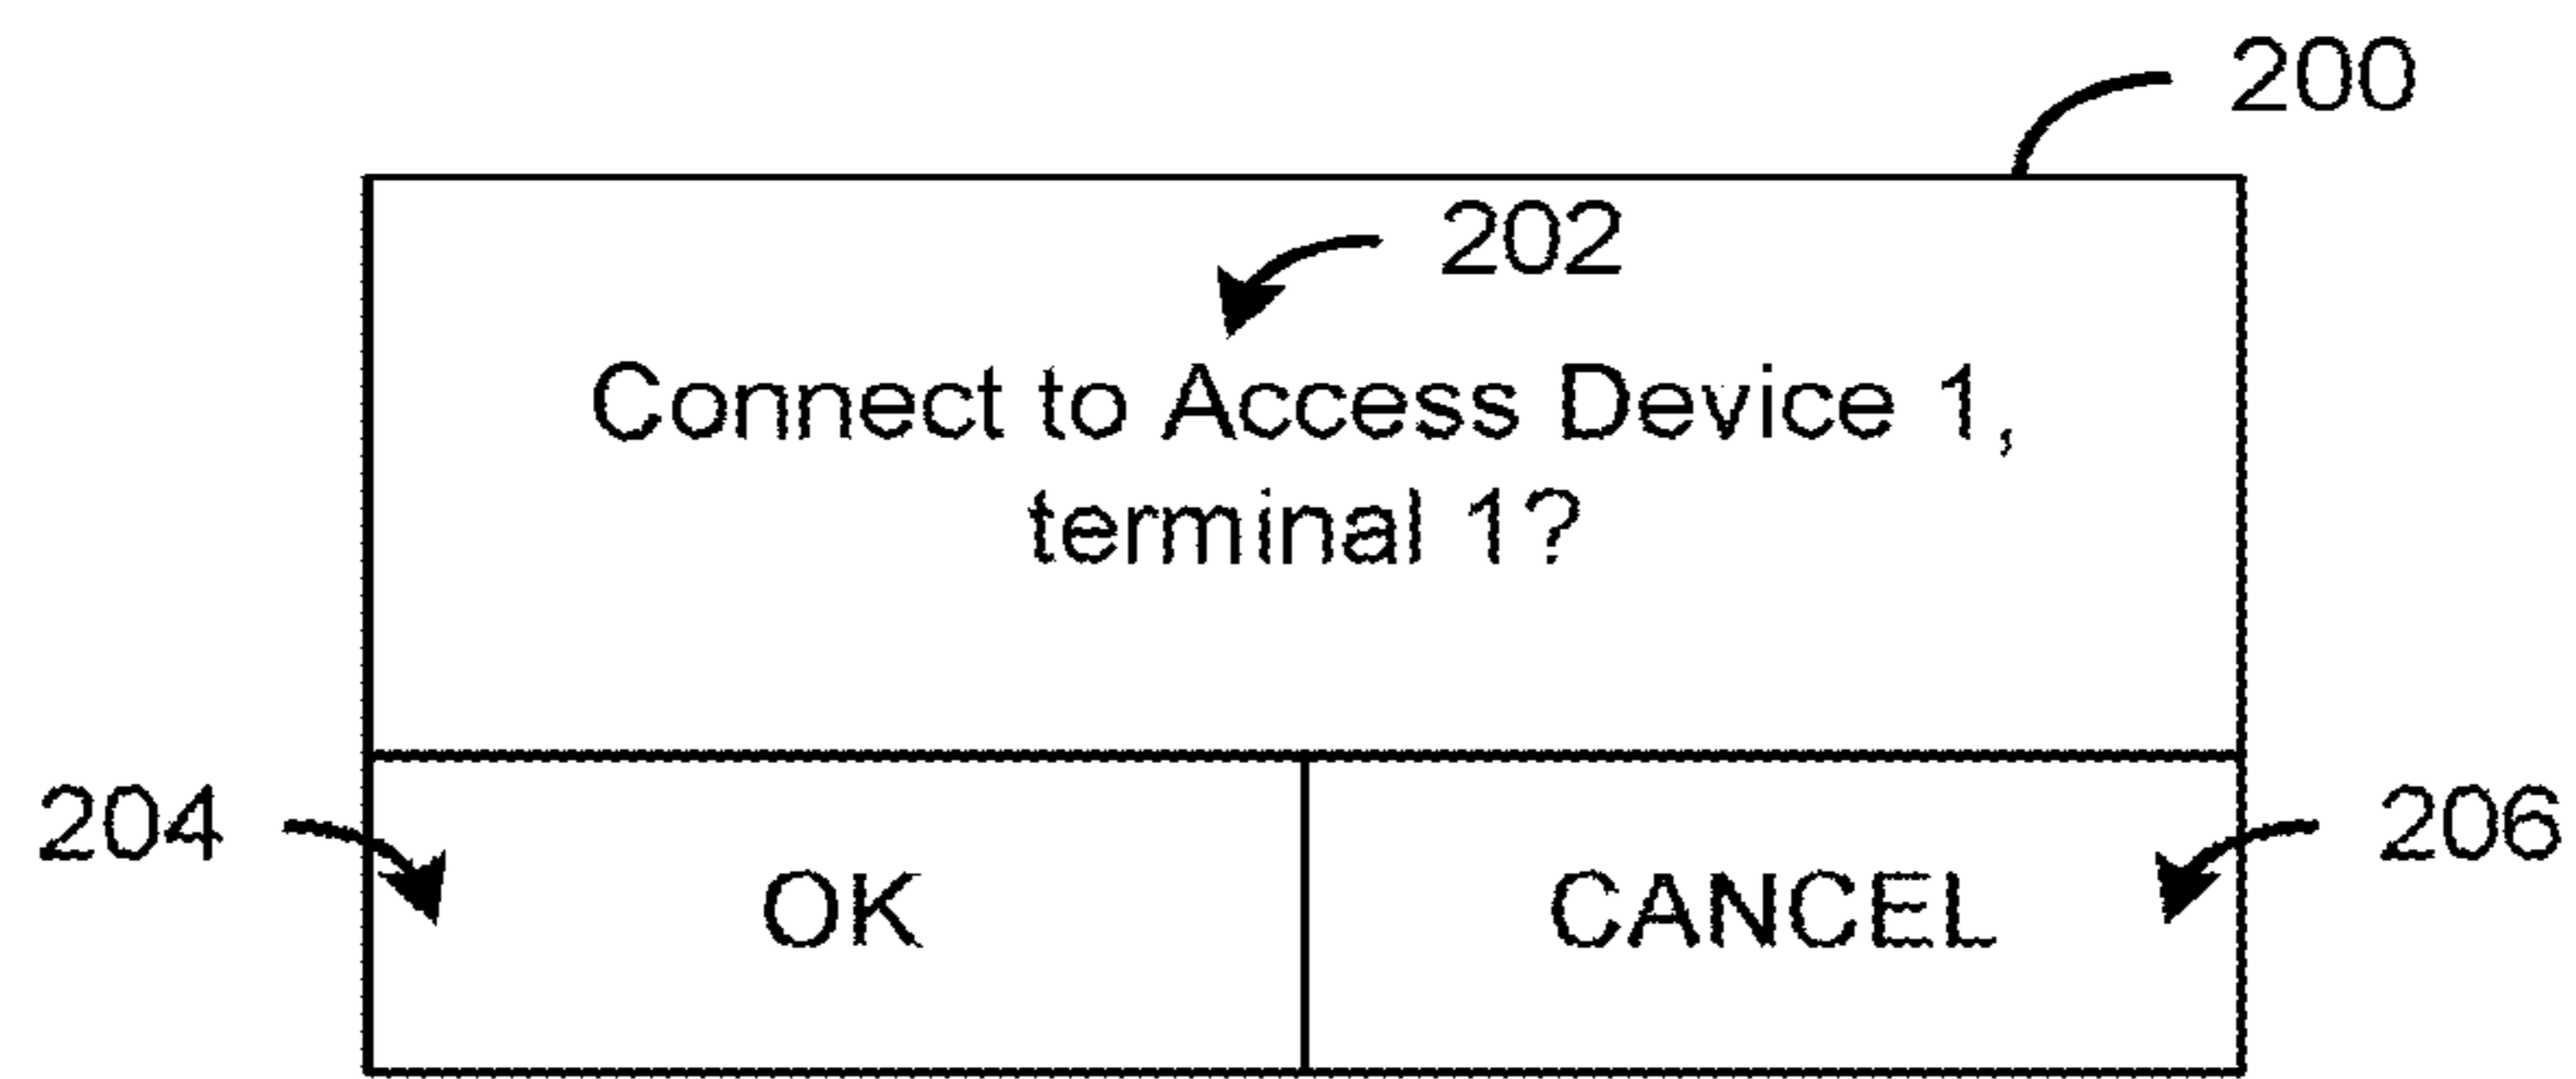 200
202
Connect to Access Device 1,
terminal 1?
204
206
OK
CANCEL